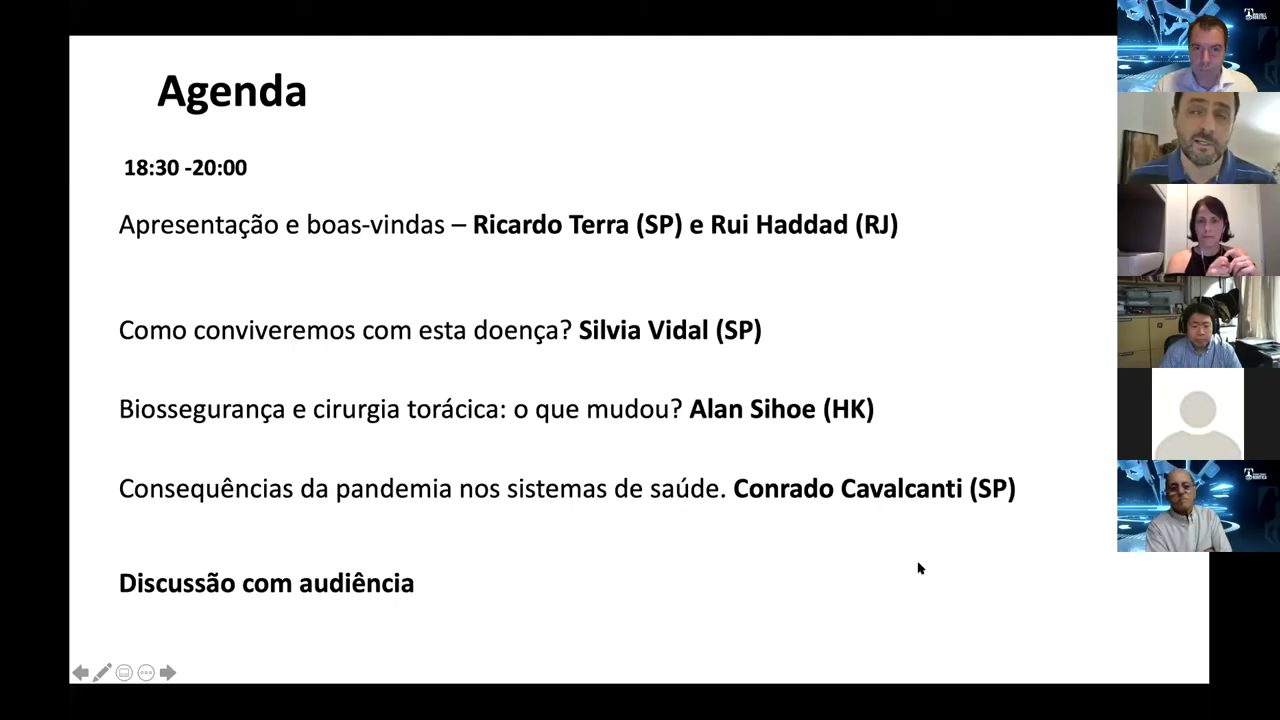 Agenda
18:30 -20:00
Apresentação e boas-vindas – Ricardo Terra (SP) e Rui Haddad (RJ)
Como conviveremos com esta doença? Silvia Vidal (SP)
Biossegurança e cirurgia torácica: o que mudou? Alan Sihoe (HK)
Consequências da pandemia nos sistemas de saúde. Conrado Cavalcanti (SP)
Discussão com audiência